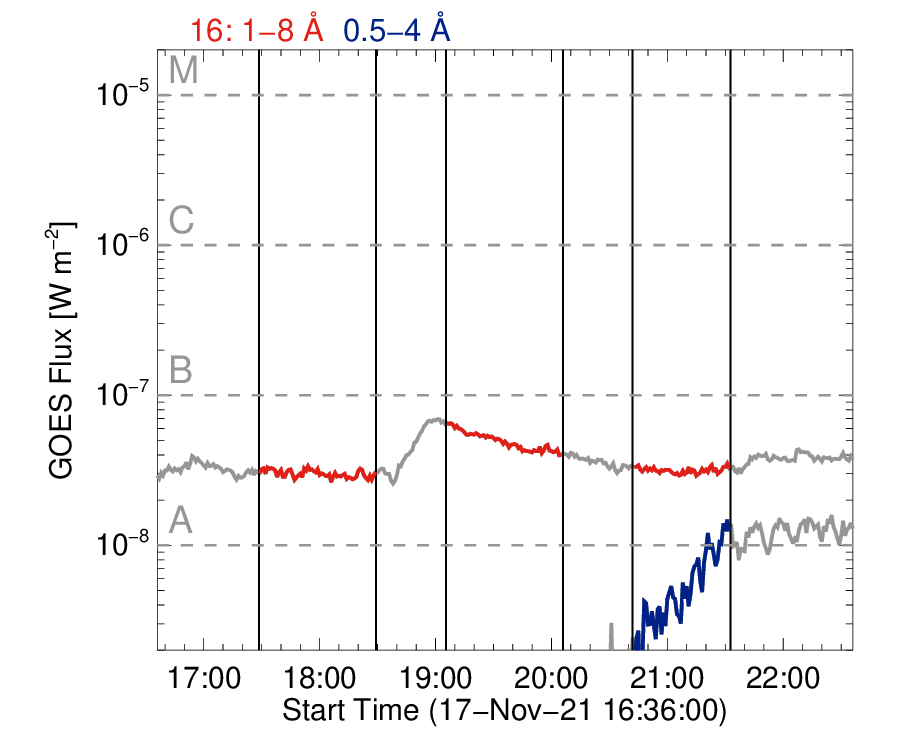 16: 1−8 Å 0.5−4 Å
M
10⁻⁵
C
10⁻⁶
B
10⁻⁷
A
10⁻⁸
GOES Flux [W m⁻²]
17:00 18:00 19:00 20:00 21:00 22:00
Start Time (17−Nov−21 16:36:00)